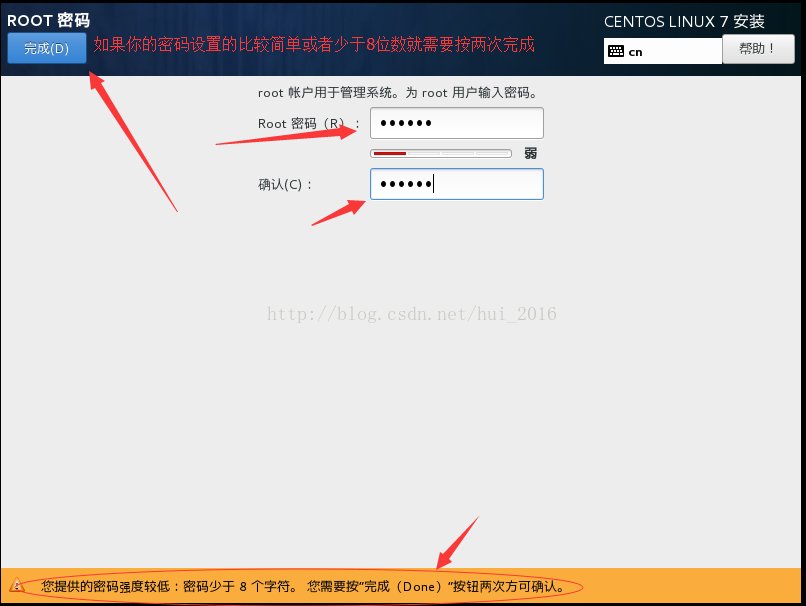 ROOT 密码
CENTOS LINUX 7 安装
完成(D)
如果你的密码设置的比较简单或者少于8位数就需要按两次完成
cn
帮助！
root 帐户用于管理系统。为 root 用户输入密码。
Root 密码（R）：
••••••
弱
确认(C)：
••••••
http://blog.csdn.net/hui_2016
您提供的密码强度较低：密码少于 8 个字符。 您需要按"完成（Done）"按钮两次方可确认。